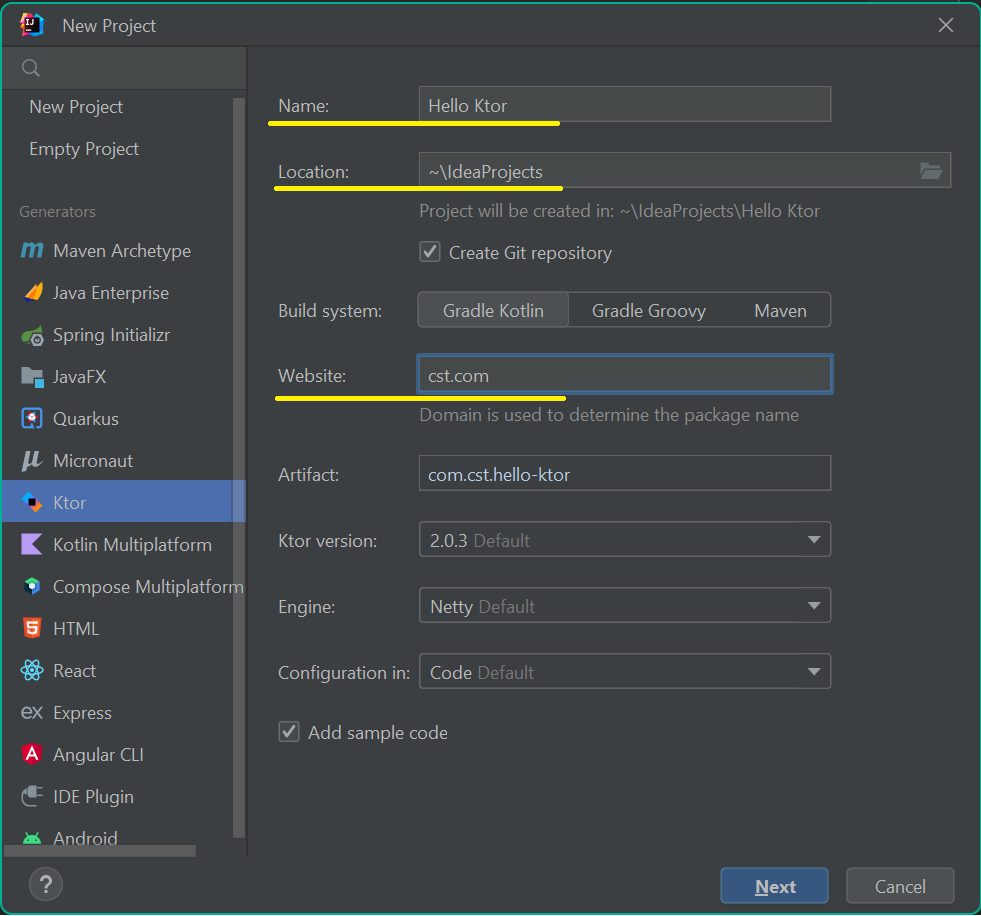 New Project
New Project
Empty Project
Generators
Maven Archetype
Java Enterprise
Spring Initializr
JavaFX
Quarkus
Micronaut
Ktor
Kotlin Multiplatform
Compose Multiplatform
HTML
React
Express
Angular CLI
IDE Plugin
Android
Name: Hello Ktor
Location: ~\IdeaProjects
Project will be created in: ~\IdeaProjects\Hello Ktor
Create Git repository
Build system: Gradle Kotlin Gradle Groovy Maven
Website: cst.com
Domain is used to determine the package name
Artifact: com.cst.hello-ktor
Ktor version: 2.0.3 Default
Engine: Netty Default
Configuration in: Code Default
Add sample code
? Next Cancel